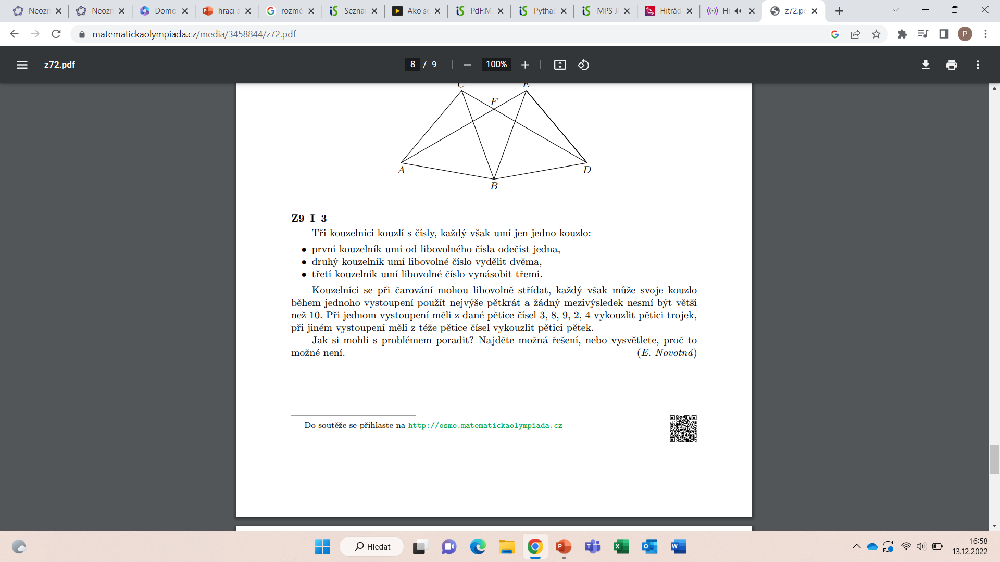 Neozn
Neozn
Domo
hraci s
rozmě
Sezna
Ako so
PdF:M
Pythag
MPS J
Hitrád
Hi
z72.pd
matematickaolympiada.cz/media/3458844/z72.pdf
P
z72.pdf
8 / 9
100%
C
E
F
A
D
B
Z9–I–3
Tři kouzelníci kouzlí s čísly, každý však umí jen jedno kouzlo:
• první kouzelník umí od libovolného čísla odečíst jedna,
• druhý kouzelník umí libovolné číslo vydělit dvěma,
• třetí kouzelník umí libovolné číslo vynásobit třemi.
Kouzelníci se při čarování mohou libovolně střídat, každý však může svoje kouzlo
během jednoho vystoupení použít nejvýše pětkrát a žádný mezivýsledek nesmí být větší
než 10. Při jednom vystoupení měli z dané pětice čísel 3, 8, 9, 2, 4 vykouzlit pětici trojek,
při jiném vystoupení měli z téže pětice čísel vykouzlit pětici pětek.
Jak si mohli s problémem poradit? Najděte možná řešení, nebo vysvětlete, proč to
možné není. (E. Novotná)
Do soutěže se přihlaste na http://osmo.matematickaolympiada.cz
Hledat
16:58
13.12.2022